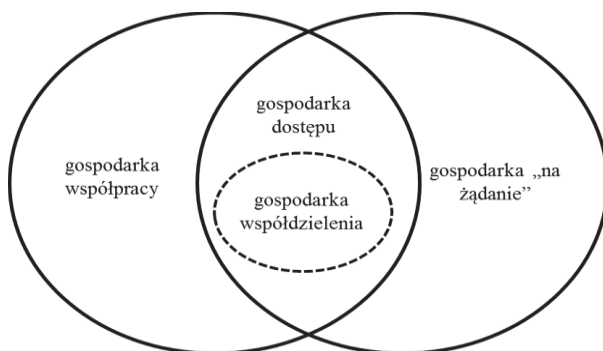 gospodarka
współpracy
gospodarka
dostępu
gospodarka
współdzielenia
gospodarka „na
żądanie”